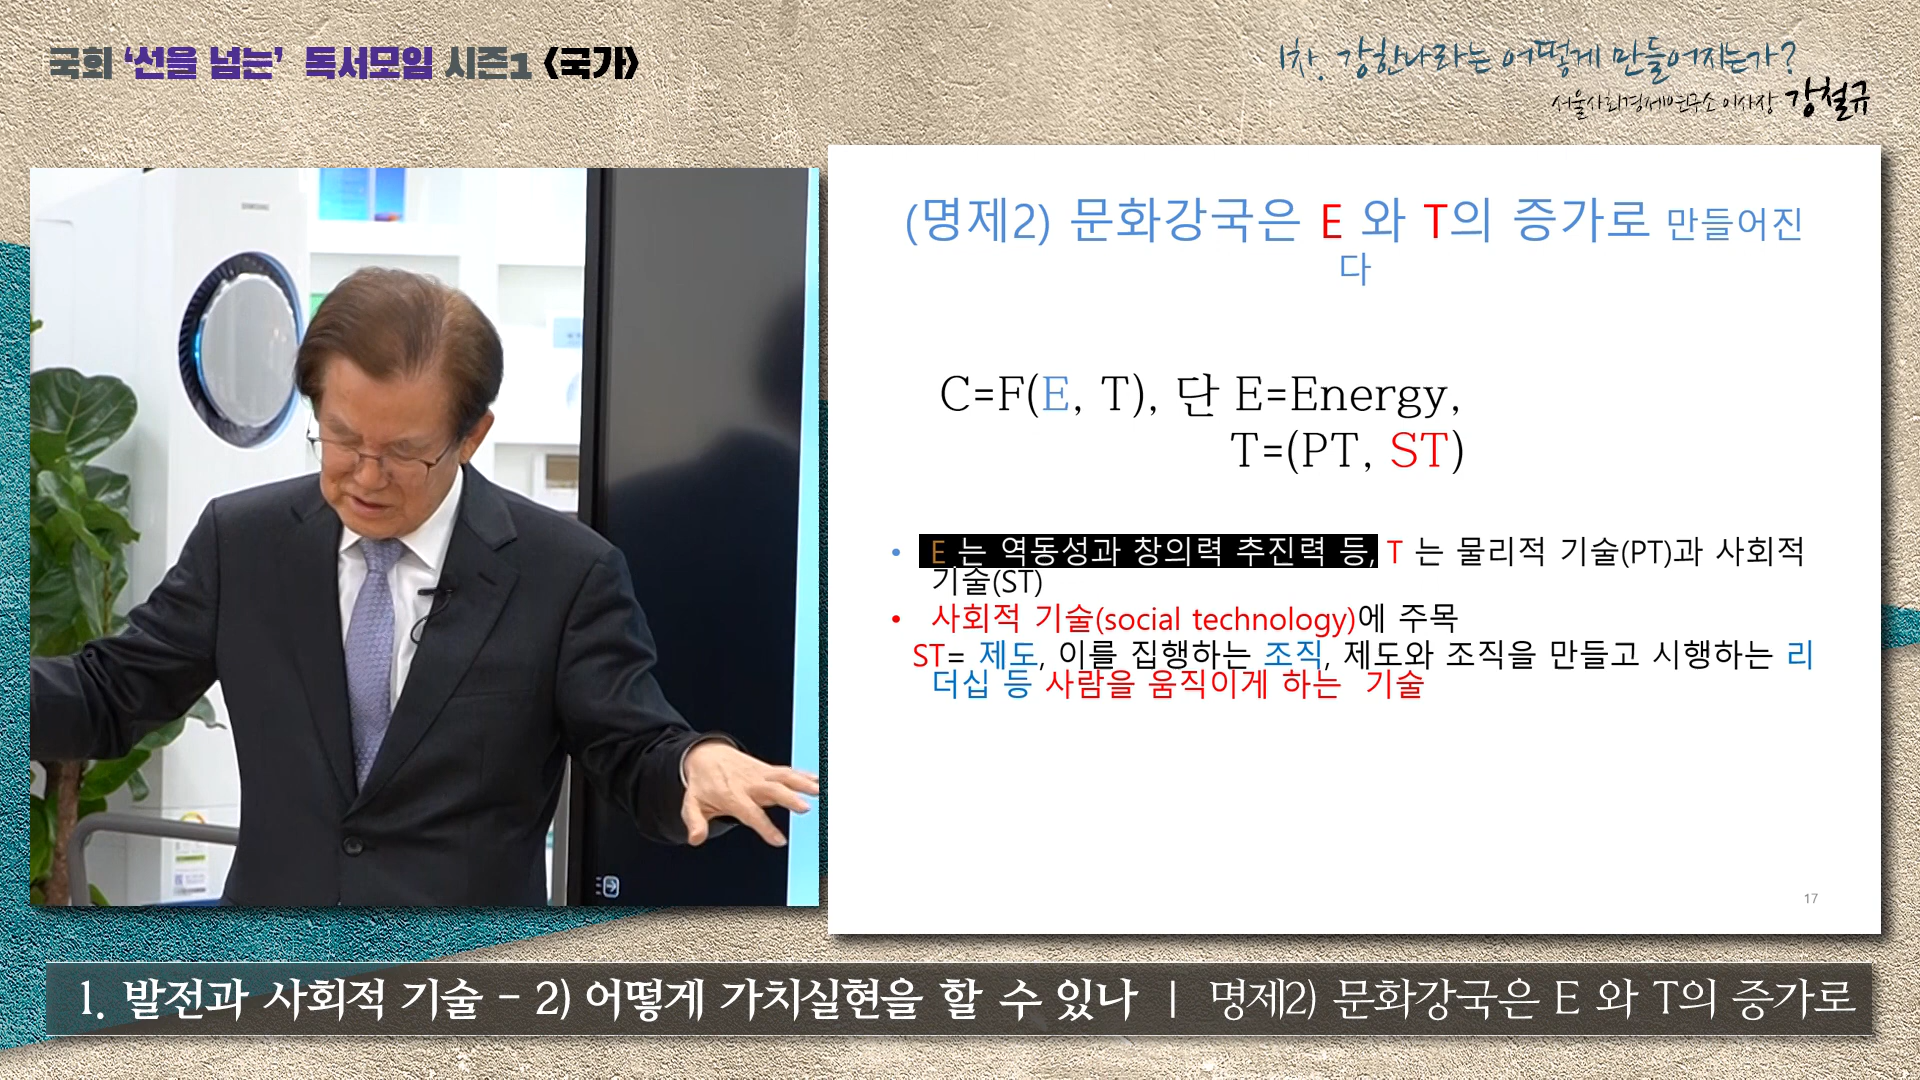 국회 ‘선을 넘는’ 독서모임 시즌1 <국가>
1차. 강한나라는 어떻게 만들어지는가?
서울사회경제연구소 이사장 강철규
SAMSUNG
(명제2) 문화강국은 E 와 T의 증가로 만들어진
다
C=F(E, T), 단 E=Energy,
T=(PT, ST)
• E 는 역동성과 창의력 추진력 등, T 는 물리적 기술(PT)과 사회적
기술(ST)
• 사회적 기술(social technology)에 주목
ST= 제도, 이를 집행하는 조직, 제도와 조직을 만들고 시행하는 리
더십 등 사람을 움직이게 하는 기술
17
1. 발전과 사회적 기술 - 2) 어떻게 가치실현을 할 수 있나 | 명제2) 문화강국은 E 와 T의 증가로